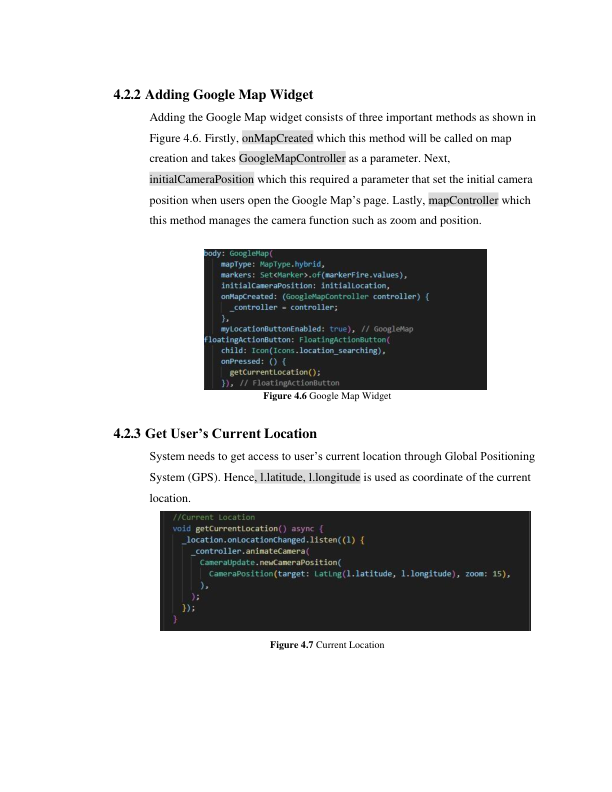 4.2.2 Adding Google Map Widget
Adding the Google Map widget consists of three important methods as shown in
Figure 4.6. Firstly, onMapCreated which this method will be called on map
creation and takes GoogleMapController as a parameter. Next,
initialCameraPosition which this required a parameter that set the initial camera
position when users open the Google Map’s page. Lastly, mapController which
this method manages the camera function such as zoom and position.
body: GoogleMap(
mapType: MapType.hybrid,
markers: Set<Marker>.of(markerFire.values),
initialCameraPosition: initialLocation,
onMapCreated: (GoogleMapController controller) {
_controller = controller;
},
myLocationButtonEnabled: true), // GoogleMap
floatingActionButton: FloatingActionButton(
child: Icon(Icons.location_searching),
onPressed: () {
getCurrentLocation();
}), // FloatingActionButton
Figure 4.6 Google Map Widget
4.2.3 Get User’s Current Location
System needs to get access to user’s current location through Global Positioning
System (GPS). Hence, l.latitude, l.longitude is used as coordinate of the current
location.
//Current Location
void getCurrentLocation() async {
_location.onLocationChanged.listen((l) {
_controller.animateCamera(
CameraUpdate.newCameraPosition(
CameraPosition(target: LatLng(l.latitude, l.longitude), zoom: 15),
),
);
});
}
Figure 4.7 Current Location